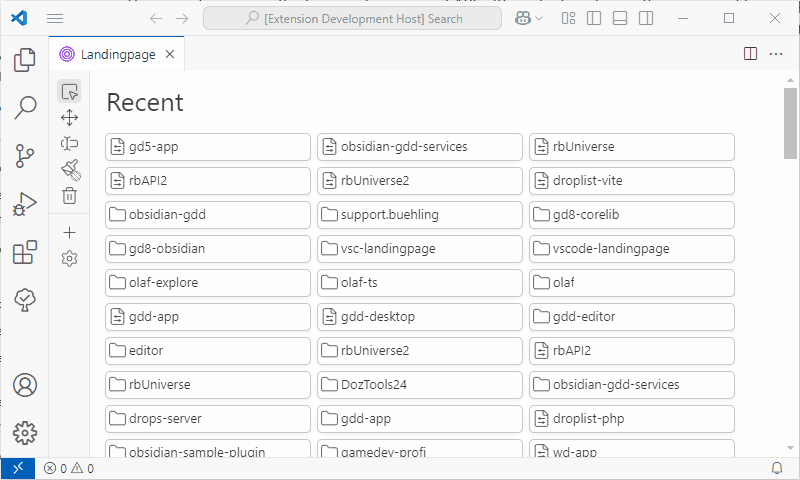 [Extension Development Host] Search
Landingpage
Recent
gd5-app obsidian-gdd-services rbUniverse
rbAPI2 rbUniverse2 droplist-vite
obsidian-gdd support.buehling gd8-corelib
gd8-obsidian vsc-landingpage vscode-landingpage
olaf-explore olaf-ts olaf
gdd-app gdd-desktop gdd-editor
editor rbUniverse2 rbAPI2
rbUniverse DozTools24 obsidian-gdd-services
drops-server gdd-app droplist-php
obsidian-sample-plugin gamedev-profi wd-app
0 0